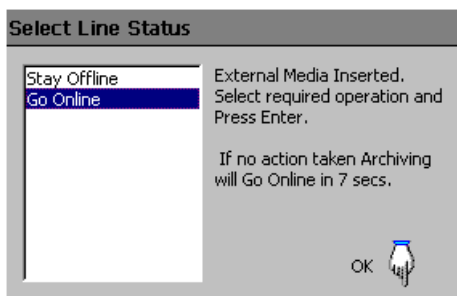 Select Line Status
Stay Offline
Go Online
External Media Inserted.
Select required operation and
Press Enter.
If no action taken Archiving
will Go Online in 7 secs.
OK